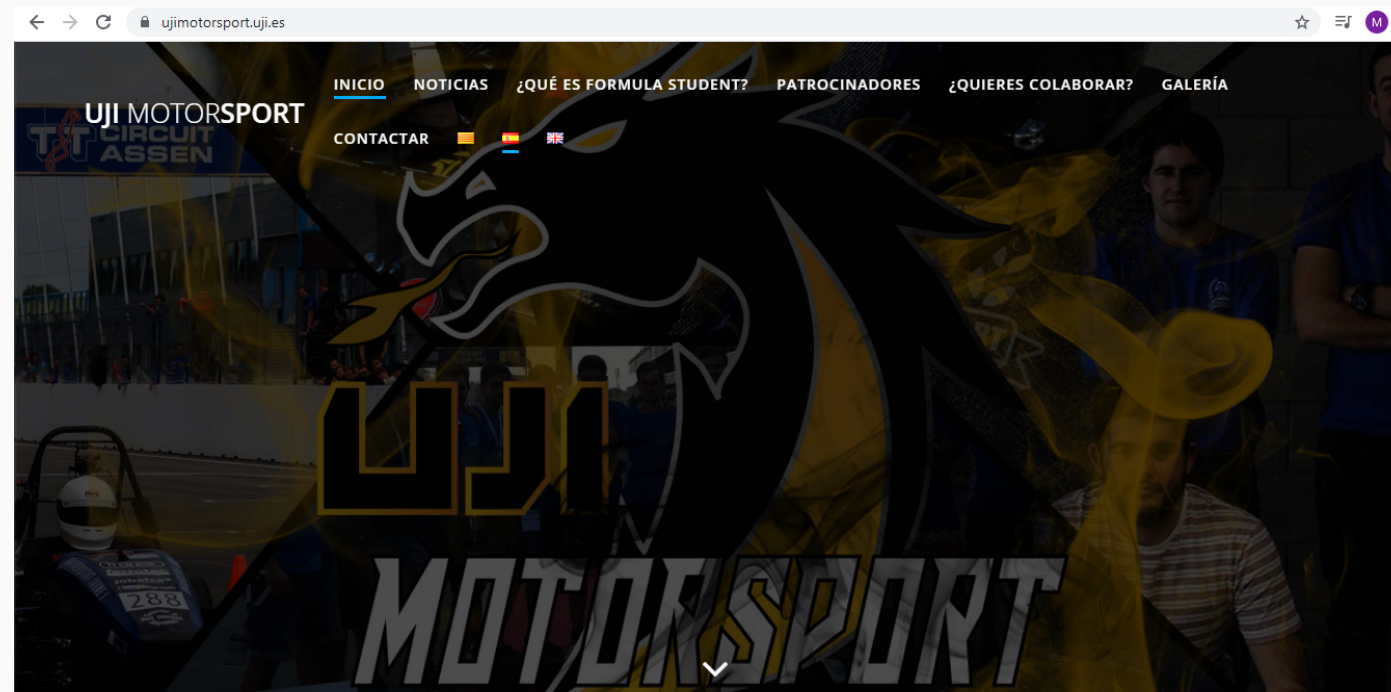 ujimotorsport.uji.es
M
INICIO NOTICIAS ¿QUÉ ES FORMULA STUDENT? PATROCINADORES ¿QUIERES COLABORAR? GALERÍA
UJI MOTORSPORT
CONTACTAR
TT CIRCUIT
ASSEN
UJI
288
MOTORSPORT